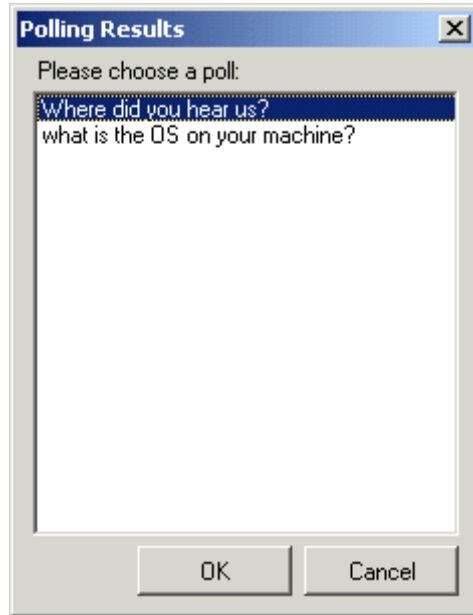 Polling Results
Please choose a poll:
Where did you hear us?
what is the OS on your machine?
OK Cancel